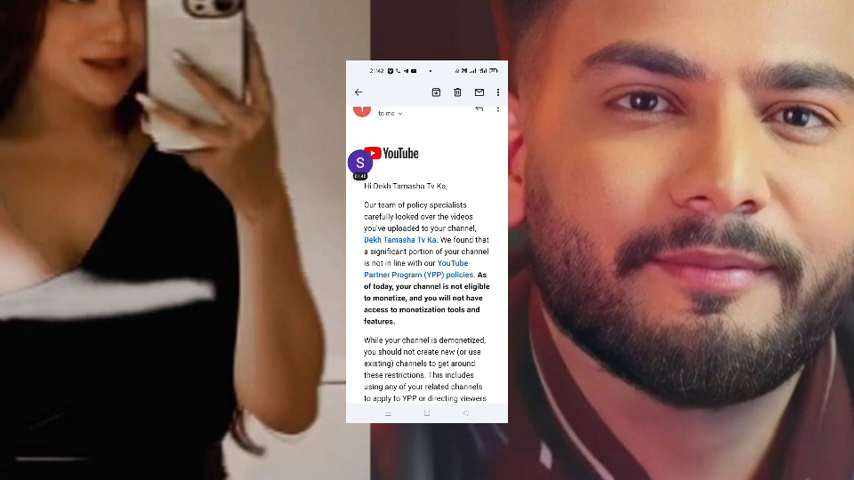 21:42
to me
YouTube
S
Hi Dekh Tamasha Tv Ka,
Our team of policy specialists
carefully looked over the videos
you've uploaded to your channel,
Dekh Tamasha Tv Ka. We found that
a significant portion of your channel
is not in line with our YouTube
Partner Program (YPP) policies. As
of today, your channel is not eligible
to monetize, and you will not have
access to monetization tools and
features.
While your channel is demonetized,
you should not create new (or use
existing) channels to get around
these restrictions. This includes
using any of your related channels
to apply to YPP or directing viewers